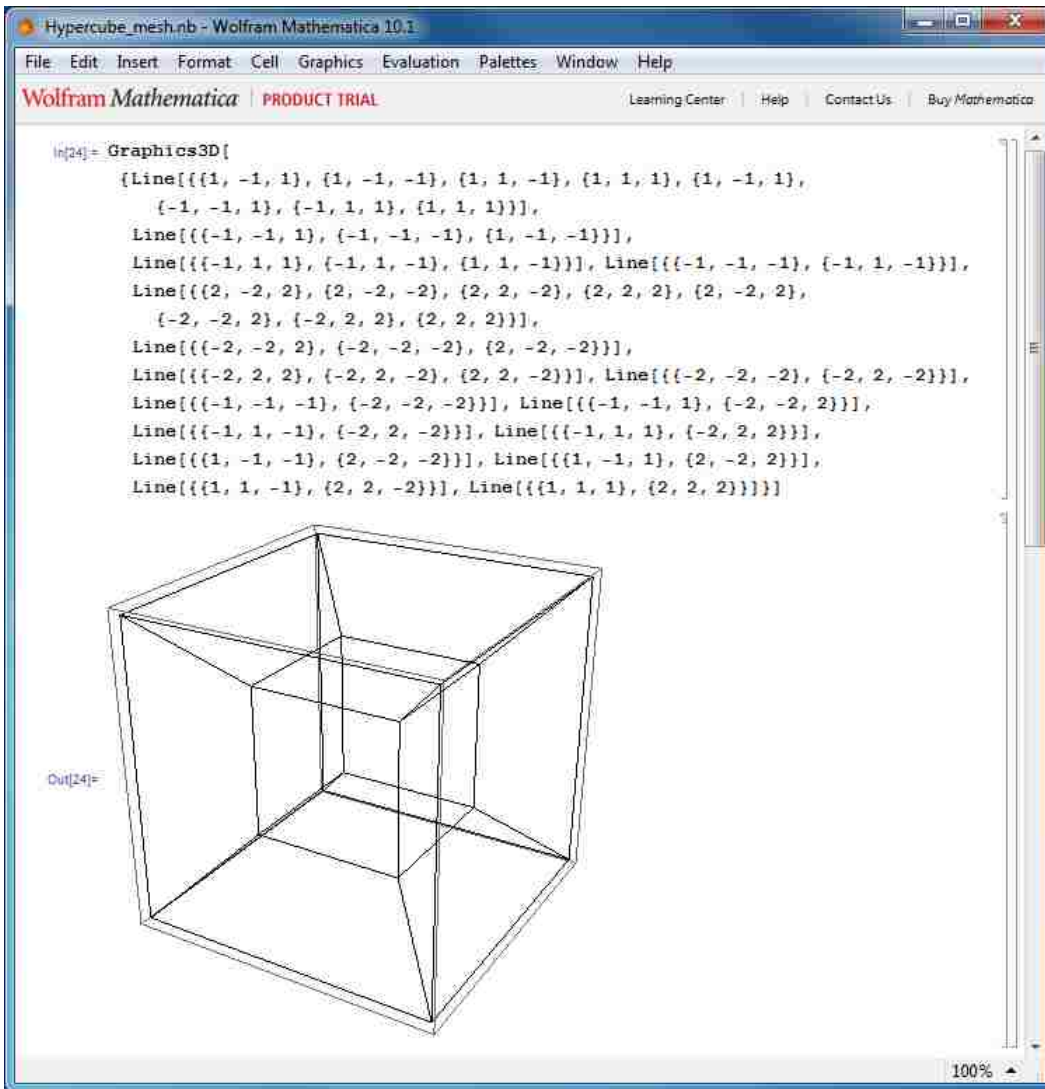 Hypercube_mesh.nb - Wolfram Mathematica 10.1
File Edit Insert Format Cell Graphics Evaluation Palettes Window Help
Wolfram Mathematica | PRODUCT TRIAL Learning Center | Help | Contact Us | Buy Mathematica
In[24]:= Graphics3D[
{Line[{{1, -1, 1}, {1, -1, -1}, {1, 1, -1}, {1, 1, 1}, {1, -1, 1},
{-1, -1, 1}, {-1, 1, 1}, {1, 1, 1}}],
Line[{{-1, -1, 1}, {-1, -1, -1}, {1, -1, -1}}],
Line[{{-1, 1, 1}, {-1, 1, -1}, {1, 1, -1}}], Line[{{-1, -1, -1}, {-1, 1, -1}}],
Line[{{2, -2, 2}, {2, -2, -2}, {2, 2, -2}, {2, 2, 2}, {2, -2, 2},
{-2, -2, 2}, {-2, 2, 2}, {2, 2, 2}}],
Line[{{-2, -2, 2}, {-2, -2, -2}, {2, -2, -2}}],
Line[{{-2, 2, 2}, {-2, 2, -2}, {2, 2, -2}}], Line[{{-2, -2, -2}, {-2, 2, -2}}],
Line[{{-1, -1, -1}, {-2, -2, -2}}], Line[{{-1, -1, 1}, {-2, -2, 2}}],
Line[{{-1, 1, -1}, {-2, 2, -2}}], Line[{{-1, 1, 1}, {-2, 2, 2}}],
Line[{{1, -1, -1}, {2, -2, -2}}], Line[{{1, -1, 1}, {2, -2, 2}}],
Line[{{1, 1, -1}, {2, 2, -2}}], Line[{{1, 1, 1}, {2, 2, 2}}]}]
Out[24]=
100%